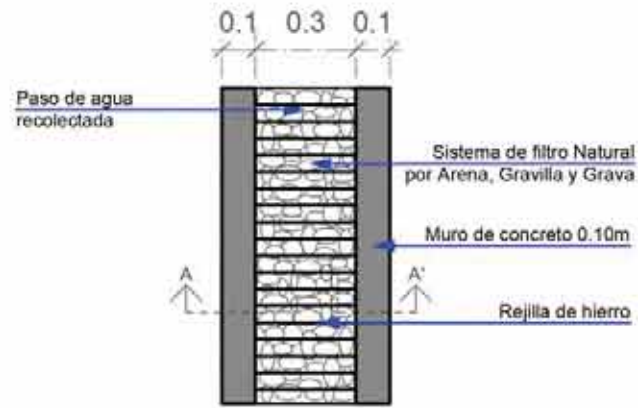 0.1 0.3 0.1
Paso de agua
recolectada
Sistema de filtro Natural
por Arena, Gravilla y Grava
Muro de concreto 0.10m
A A'
Rejilla de hierro